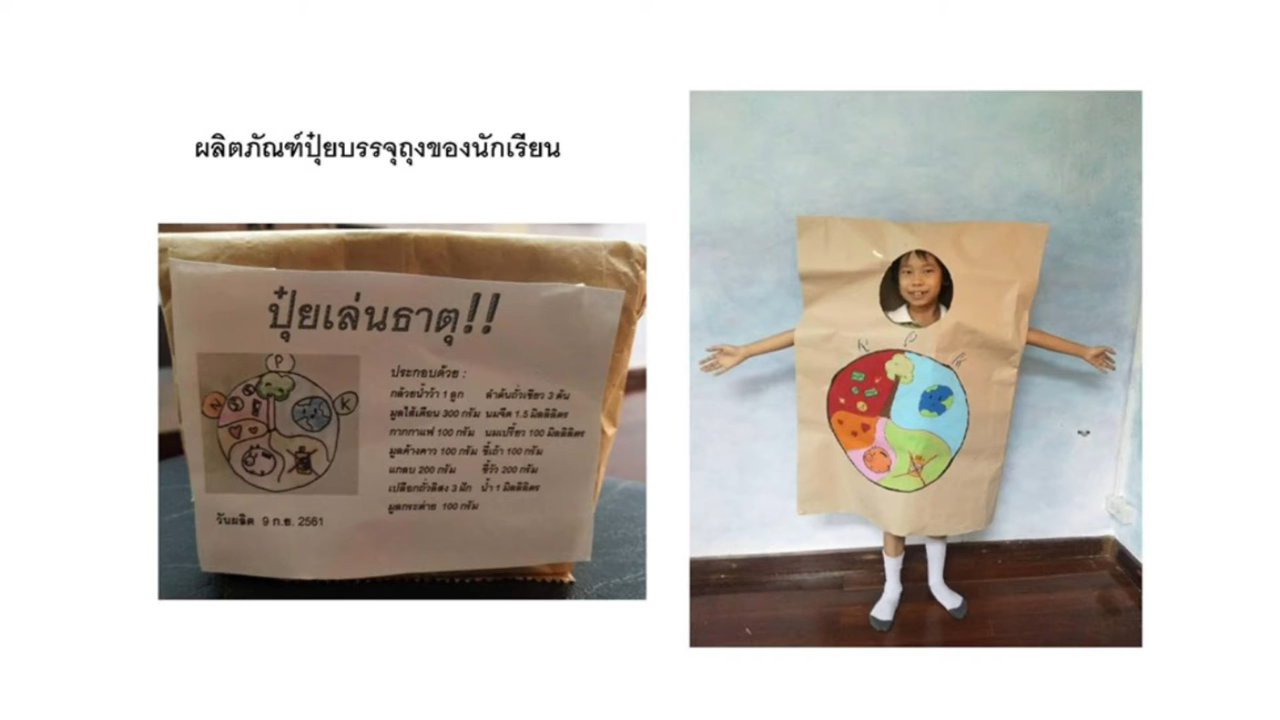 ผลิตภัณฑ์ปุ๋ยบรรจุถุงของนักเรียน
ปุ๋ยเล่นธาตุ!!
P
N
K
ประกอบด้วย :
กล้วยน้ำว้า 1 ลูก ลำต้นถั่วเขียว 3 ต้น
มูลไส้เดือน 300 กรัม นมจืด 1.5 มิลลิลิตร
กากกาแฟ 100 กรัม นมเปรี้ยว 100 มิลลิลิตร
มูลค้างคาว 100 กรัม ขี้เถ้า 100 กรัม
แกลบ 200 กรัม ขี้วัว 200 กรัม
เปลือกถั่วลิสง 3 ฝัก น้ำ 1 มิลลิลิตร
มูลกระต่าย 100 กรัม
วันผลิต 9 ก.ย. 2561
P